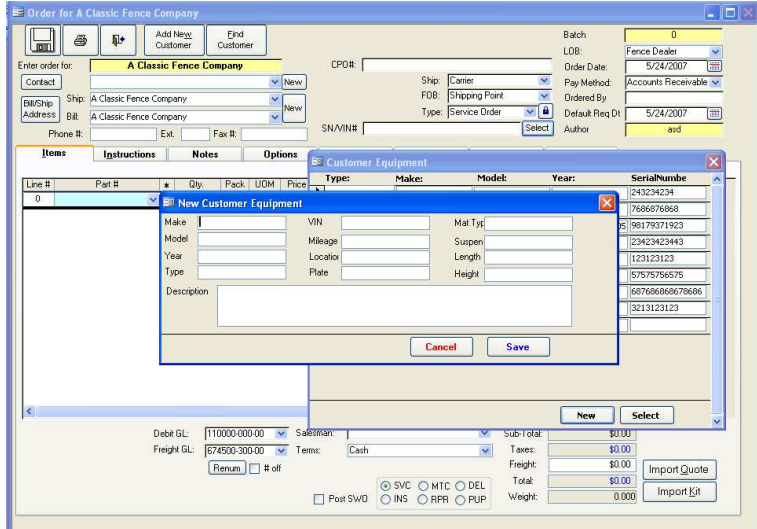 Order for A Classic Fence Company
Add New Customer
Find Customer
Batch 0
LOB: Fence Dealer
Enter order for: A Classic Fence Company
CPO#:
Order Date: 5/24/2007
Contact New
Ship: Carrier
Pay Method: Accounts Receivable
Bill/Ship Address
Ship: A Classic Fence Company
New
FOB: Shipping Point
Ordered By
Bill: A Classic Fence Company
Type: Service Order
Default Req Dt 5/24/2007
Phone #: Ext. Fax #:
SN/VIN# Select
Author asd
Items Instructions Notes Options
Line # Part # * Qty. Pack UOM Price
0
Customer Equipment
Type: Make: Model: Year: SerialNumbe
243234234
7686876868
98179371923
23423423443
123123123
57575756575
687686868678686
3213123123
New Select
New Customer Equipment
Make VIN Mat Typ
Model Mileage Suspen
Year Locatior Length
Type Plate Height
Description
Cancel Save
Debit GL: 110000-000-00 Salesman: Sub-Total: $0.00
Freight GL: 674500-300-00 Terms: Cash Taxes: $0.00
Renum # off
Freight: $0.00
Import Quote
SVC MTC DEL
Total: $0.00
Post SWO INS RPR PUP
Weight: 0.000
Import Kit